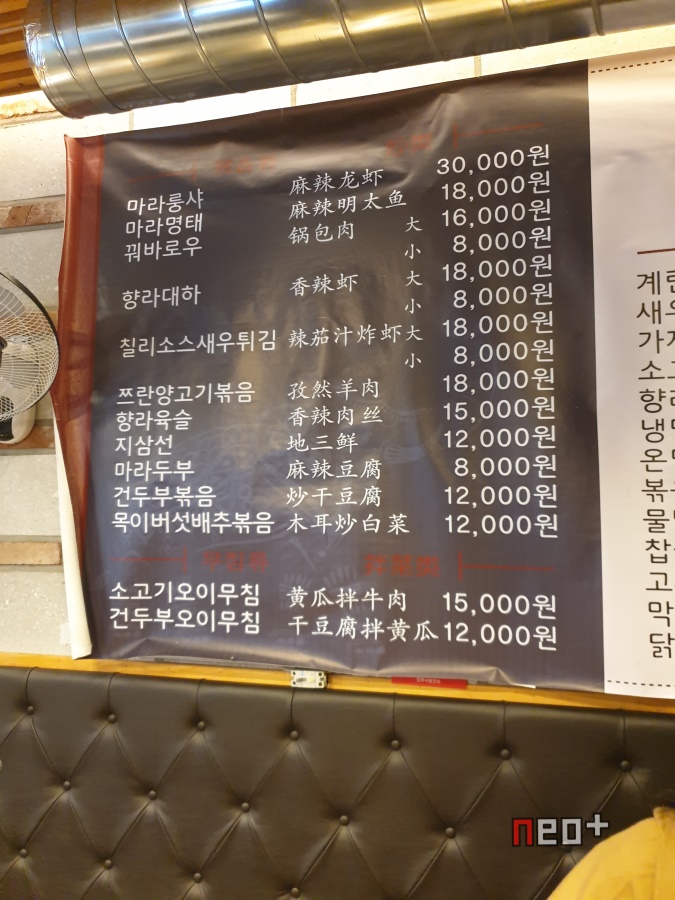 마라룽샤 麻辣龙虾 30,000원
마라명태 麻辣明太鱼 18,000원
꿔바로우 锅包肉 大 16,000원
小 8,000원
향라대하 香辣虾 大 18,000원
小 8,000원
칠리소스새우튀김 辣茄汁炸虾 大 18,000원
小 8,000원
쯔란양고기볶음 孜然羊肉 18,000원
향라육슬 香辣肉丝 15,000원
지삼선 地三鲜 12,000원
마라두부 麻辣豆腐 8,000원
건두부볶음 炒干豆腐 12,000원
목이버섯배추볶음 木耳炒白菜 12,000원
소고기오이무침 黄瓜拌牛肉 15,000원
건두부오이무침 干豆腐拌黄瓜 12,000원
neo+